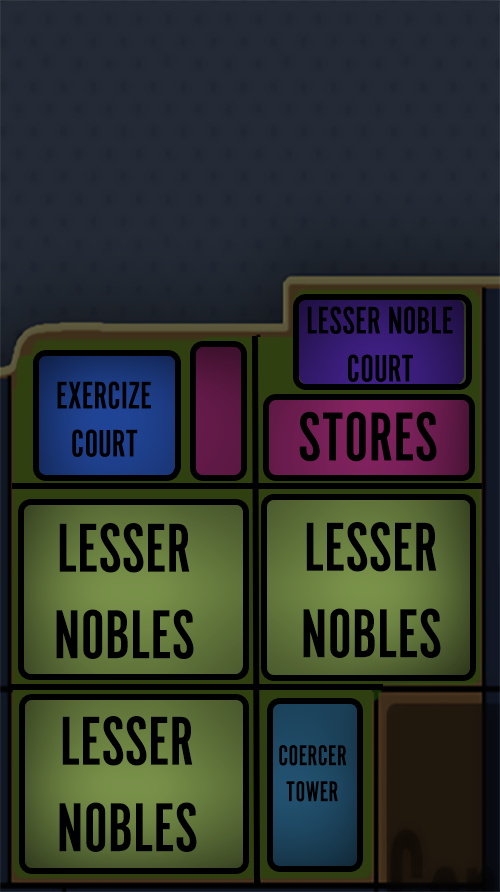 LESSER NOBLE
COURT
EXERCIZE
COURT
STORES
LESSER
NOBLES
LESSER
NOBLES
LESSER
NOBLES
COERCER
TOWER